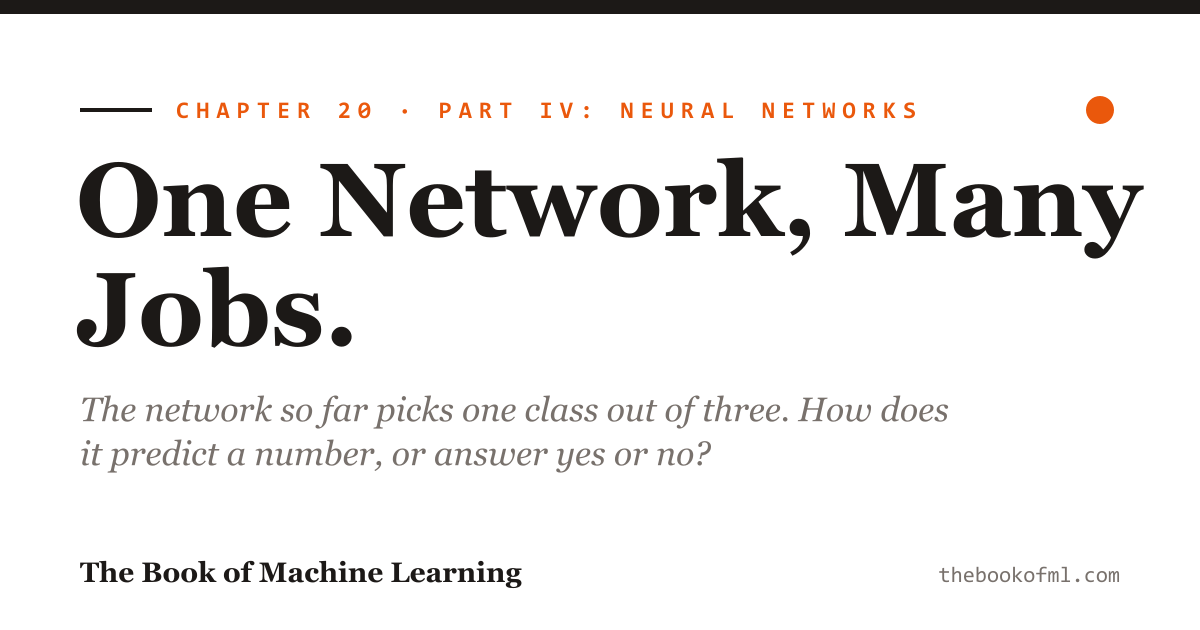 CHAPTER 20 · PART IV: NEURAL NETWORKS
One Network, Many
Jobs.
The network so far picks one class out of three. How does
it predict a number, or answer yes or no?
The Book of Machine Learning
thebookofml.com